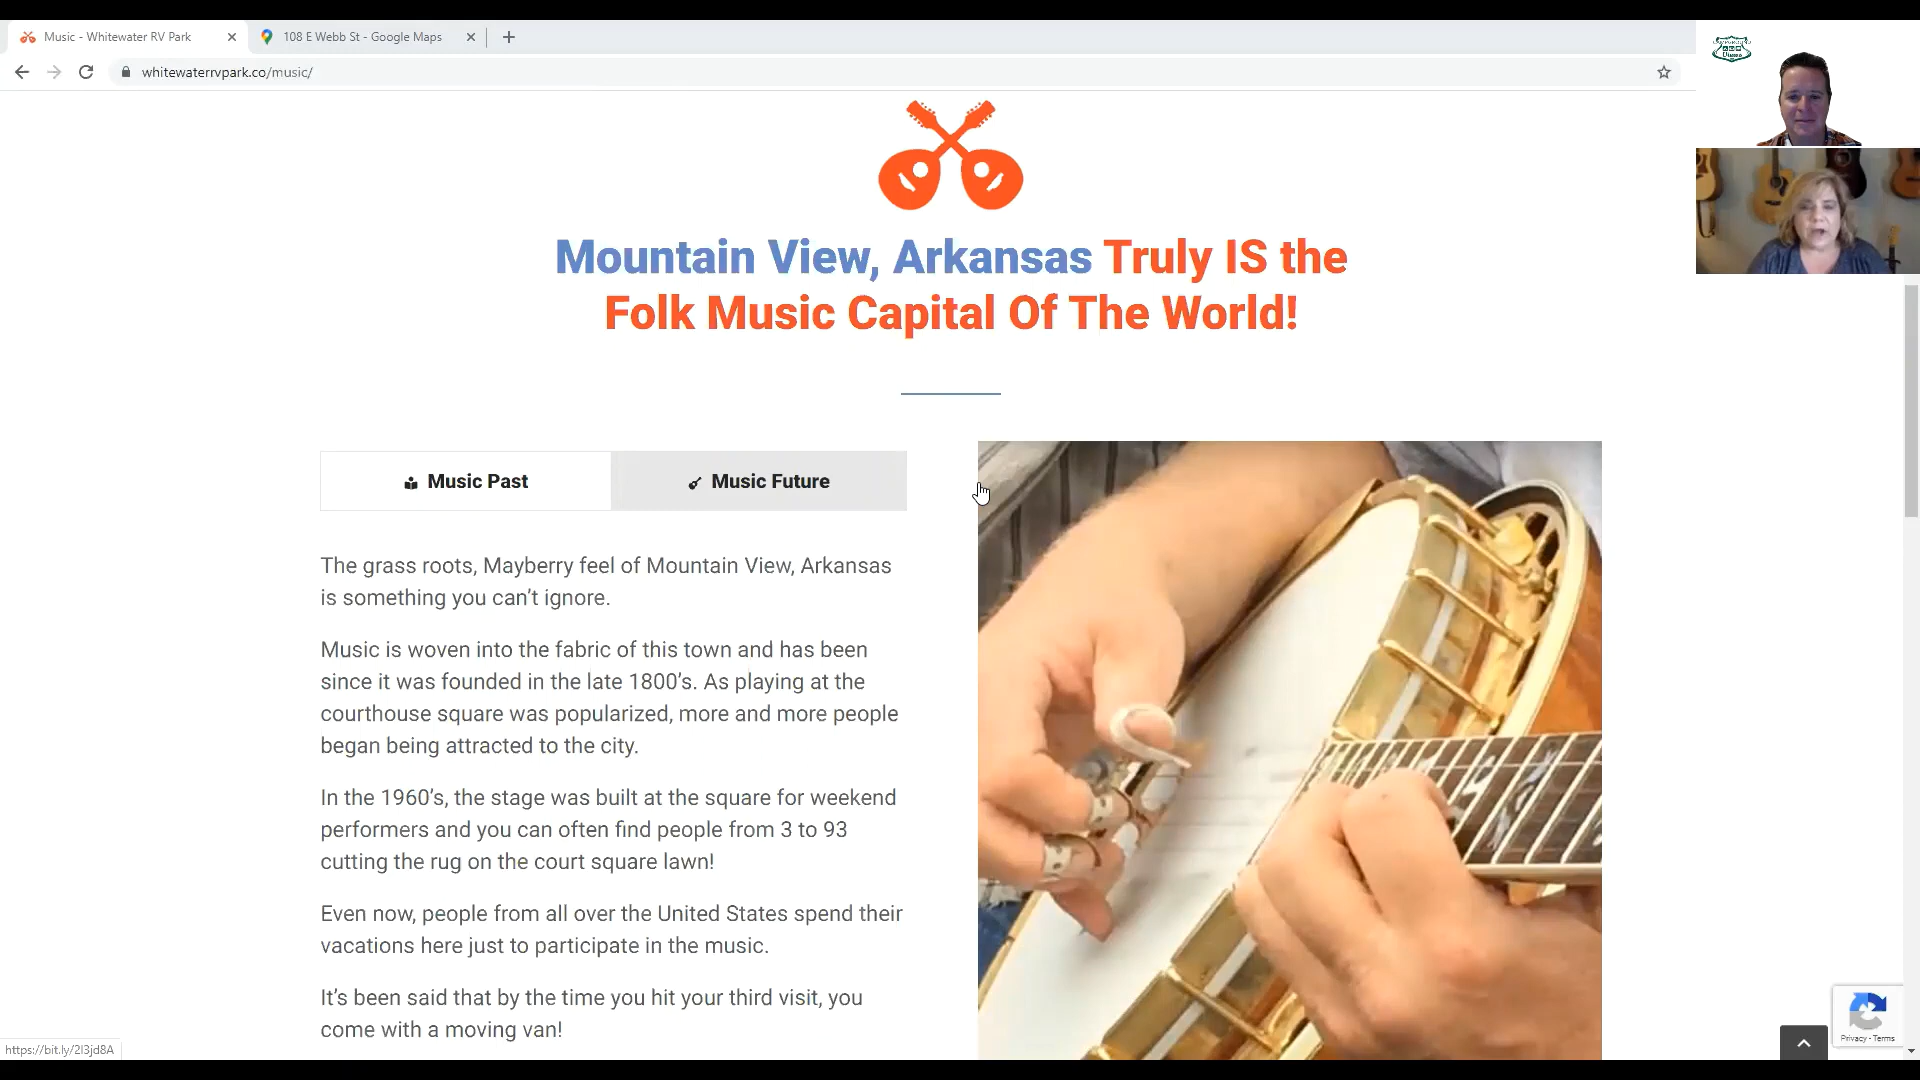 Music - Whitewater RV Park
108 E Webb St - Google Maps
whitewaterrvpark.co/music/
Mountain View, Arkansas Truly IS the
Folk Music Capital Of The World!
Music Past
Music Future
The grass roots, Mayberry feel of Mountain View, Arkansas
is something you can't ignore.
Music is woven into the fabric of this town and has been
since it was founded in the late 1800's. As playing at the
courthouse square was popularized, more and more people
began being attracted to the city.
In the 1960's, the stage was built at the square for weekend
performers and you can often find people from 3 to 93
cutting the rug on the court square lawn!
Even now, people from all over the United States spend their
vacations here just to participate in the music.
It's been said that by the time you hit your third visit, you
come with a moving van!
https://bit.ly/2I3jd8A
Privacy - Terms